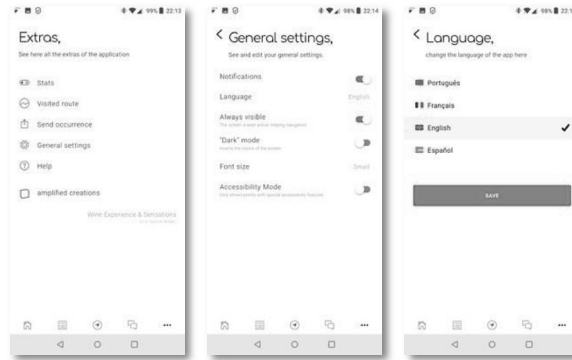 99% 22:13
Extras,
See here all the extras of the application
Stats
Visited route
Send occurrence
General settings
Help
amplified creations
Wine Experience & Sensations
98% 22:14
General settings,
See and edit your general settings.
Notifications
Language
English
Always visible
The screen is
"Dark" mode
Font size
Small
Accessibility Mode
98% 22:1
Language,
change the language of the app here
Português
Français
English
Español
SAVE